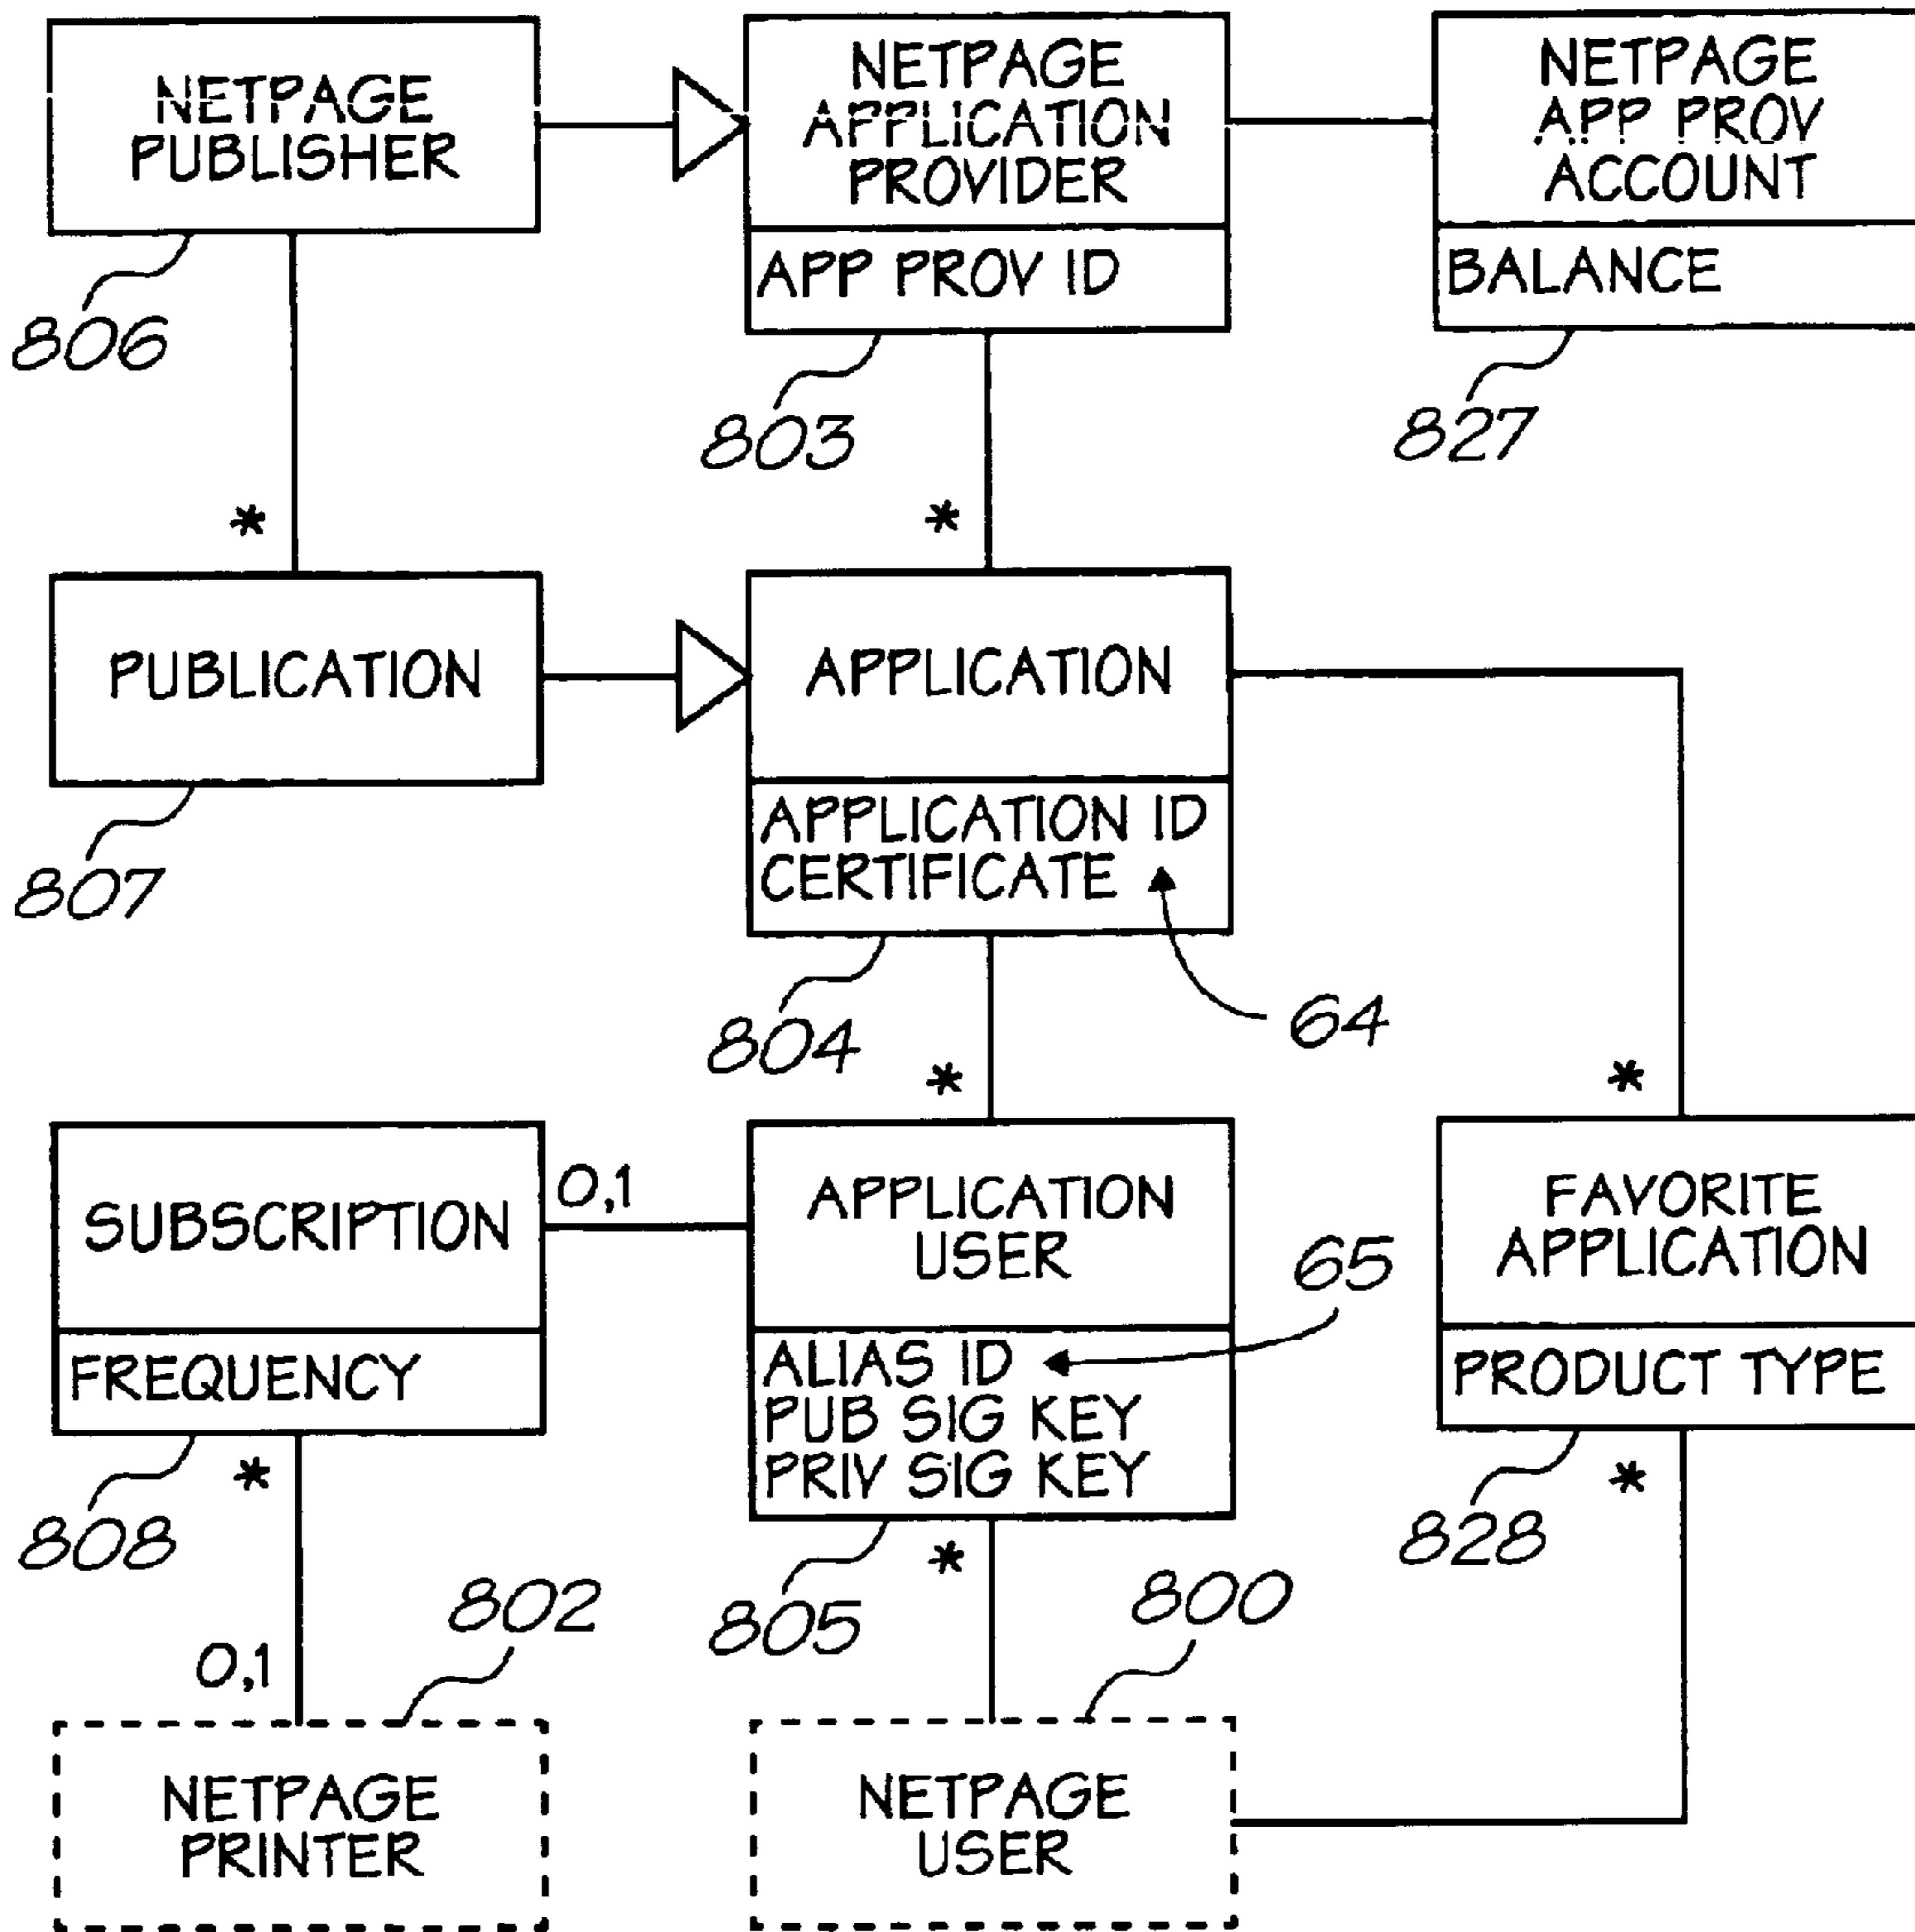 NETPAGE
PUBLISHER
806
NETPAGE
APPLICATION
PROVIDER
APP PROV ID
803
NETPAGE
APP PROV
ACCOUNT
BALANCE
827
*
*
PUBLICATION
807
APPLICATION
APPLICATION ID
CERTIFICATE
64
804
*
*
SUBSCRIPTION
FREQUENCY
0,1
808
*
APPLICATION
USER
ALIAS ID
PUB SIG KEY
PRIV SIG KEY
65
805
*
FAVORITE
APPLICATION
PRODUCT TYPE
828
*
0,1
802
800
NETPAGE
PRINTER
NETPAGE
USER